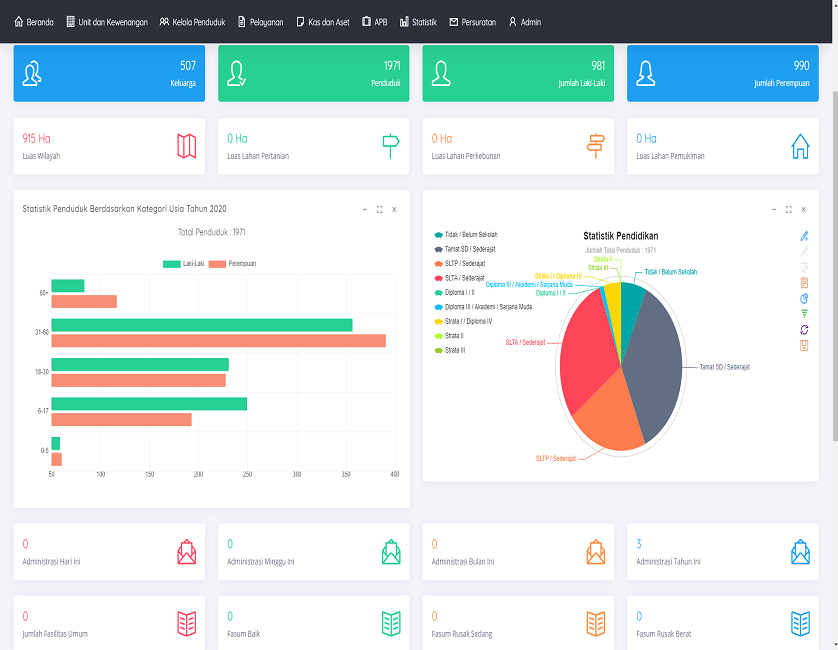 Beranda Unit dan Kewenangan Kelola Penduduk Pelayanan Kas dan Aset APB Statistik Persuratan Admin
507 1971 981 990
Keluarga Penduduk Jumlah Laki-Laki Jumlah Perempuan
915 Ha 0 Ha 0 Ha 0 Ha
Luas Wilayah Luas Lahan Pertanian Luas Lahan Perkebunan Luas Lahan Pemukiman
Statistik Penduduk Berdasarkan Kategori Usia Tahun 2020
Total Penduduk : 1971
Laki-Laki Perempuan
60+
31-60
18-30
6-17
0-5
50 100 150 200 250 300 350 400
Statistik Pendidikan
Jumlah Total Penduduk : 1971
Tidak / Belum Sekolah
Tamat SD / Sederajat
SLTP / Sederajat
SLTA / Sederajat
Diploma I / II
Diploma III / Akademi / Sarjana Muda
Strata I / Diploma IV
Strata II
Strata III
Strata II
Strata III
Strata I / Diploma IV
Diploma III / Akademi / Sarjana Muda
Diploma I / II
Tidak / Belum Sekolah
SLTA / Sederajat
Tamat SD / Sederajat
SLTP / Sederajat
0 0 0 3
Administrasi Hari Ini Administrasi Minggu Ini Administrasi Bulan Ini Administrasi Tahun Ini
0 0 0 0
Jumlah Fasilitas Umum Fasum Baik Fasum Rusak Sedang Fasum Rusak Berat